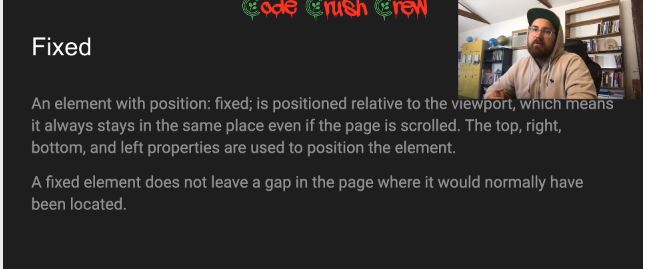 Code Crush Crew
Fixed
An element with position: fixed; is positioned relative to the viewport, which means
it always stays in the same place even if the page is scrolled. The top, right,
bottom, and left properties are used to position the element.
A fixed element does not leave a gap in the page where it would normally have
been located.